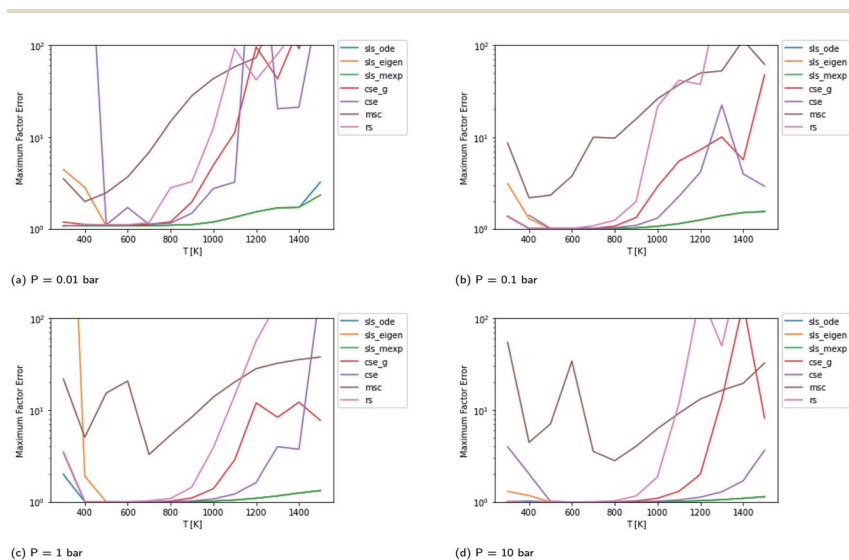 10²
10¹
10⁰
Maximum Factor Error
400 600 800 1000 1200 1400
T [K]
sls_ode
sls_eigen
sls_mexp
cse_g
cse
msc
rs
(a) P = 0.01 bar
10²
10¹
10⁰
Maximum Factor Error
400 600 800 1000 1200 1400
T [K]
sls_ode
sls_eigen
sls_mexp
cse_g
cse
msc
rs
(b) P = 0.1 bar
10²
10¹
10⁰
Maximum Factor Error
400 600 800 1000 1200 1400
T [K]
sls_ode
sls_eigen
sls_mexp
cse_g
cse
msc
rs
(c) P = 1 bar
10²
10¹
10⁰
Maximum Factor Error
400 600 800 1000 1200 1400
T [K]
sls_ode
sls_eigen
sls_mexp
cse_g
cse
msc
rs
(d) P = 10 bar